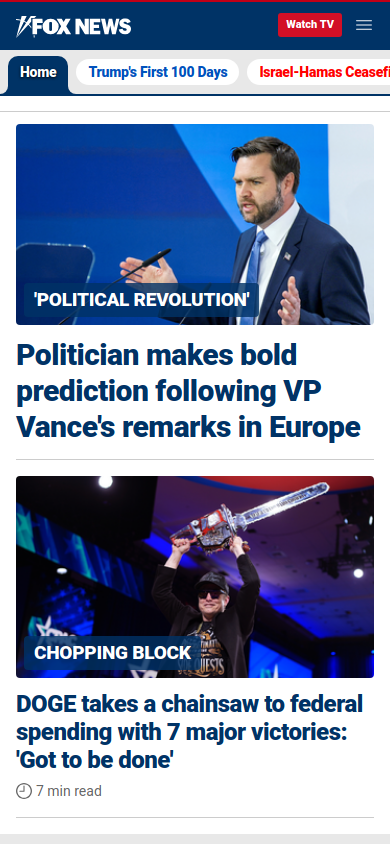 FOX NEWS
Watch TV
Home
Trump's First 100 Days
Israel-Hamas
'POLITICAL REVOLUTION'
Politician makes bold
prediction following VP
Vance's remarks in Europe
CHOPPING BLOCK
DOGE takes a chainsaw to federal
spending with 7 major victories:
'Got to be done'
7 min read